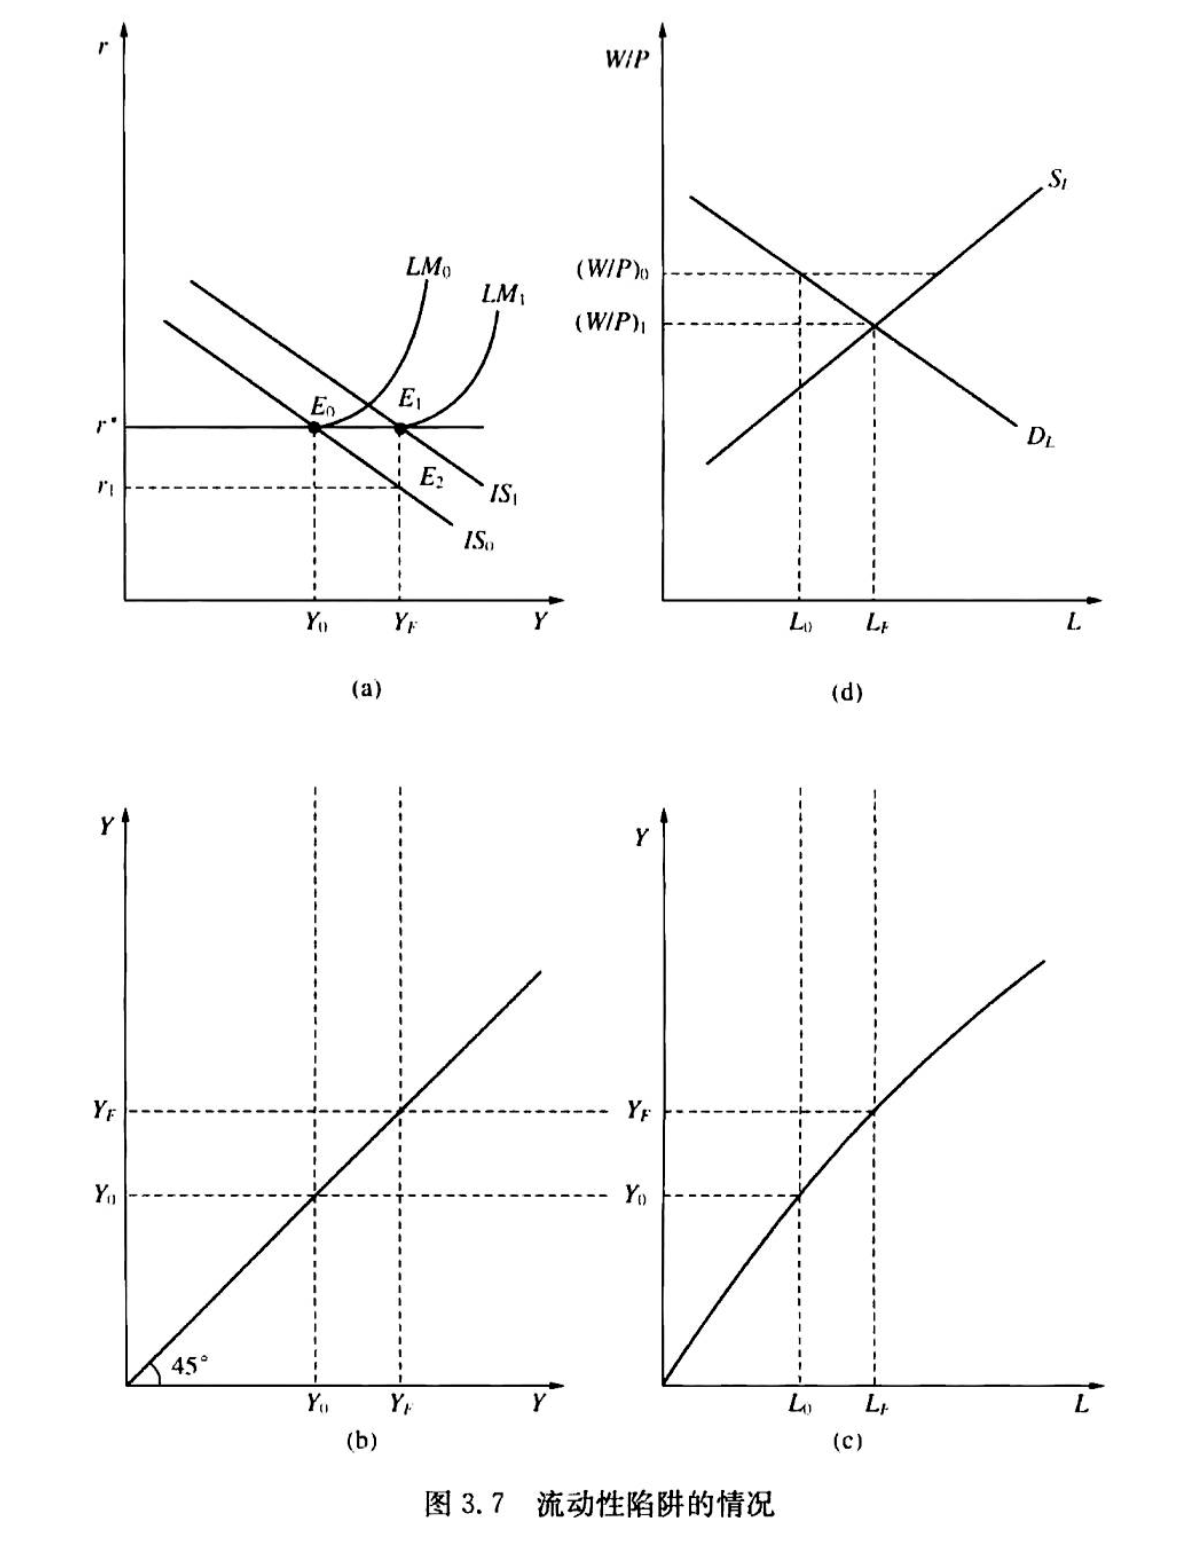 r
W/P
S_l
LM₀
LM₁
(W/P)₀
(W/P)₁
E₀
E₁
r*
E₂
D_L
r₁
IS₁
IS₀
Y₀
Y_F
Y
L₀
L_F
L
(a)
(d)
Y
Y
Y_F
Y_F
Y₀
Y₀
45°
Y₀
Y_F
Y
L₀
L_F
L
(b)
(c)
图 3.7 流动性陷阱的情况